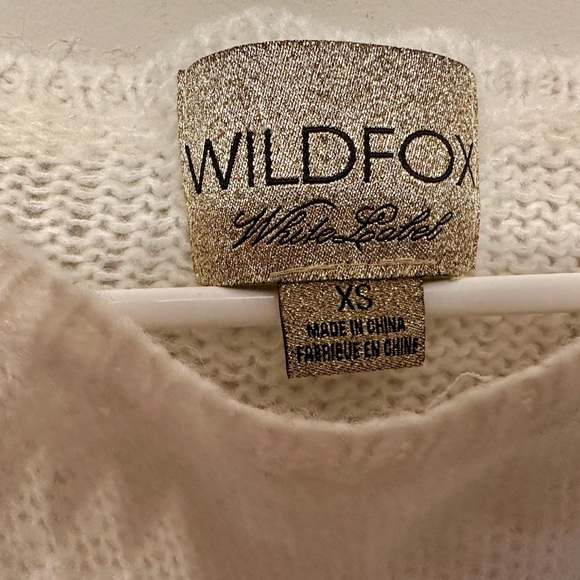 WILDFOX
White Label
XS
MADE IN CHINA
FABRIQUE EN CHINE